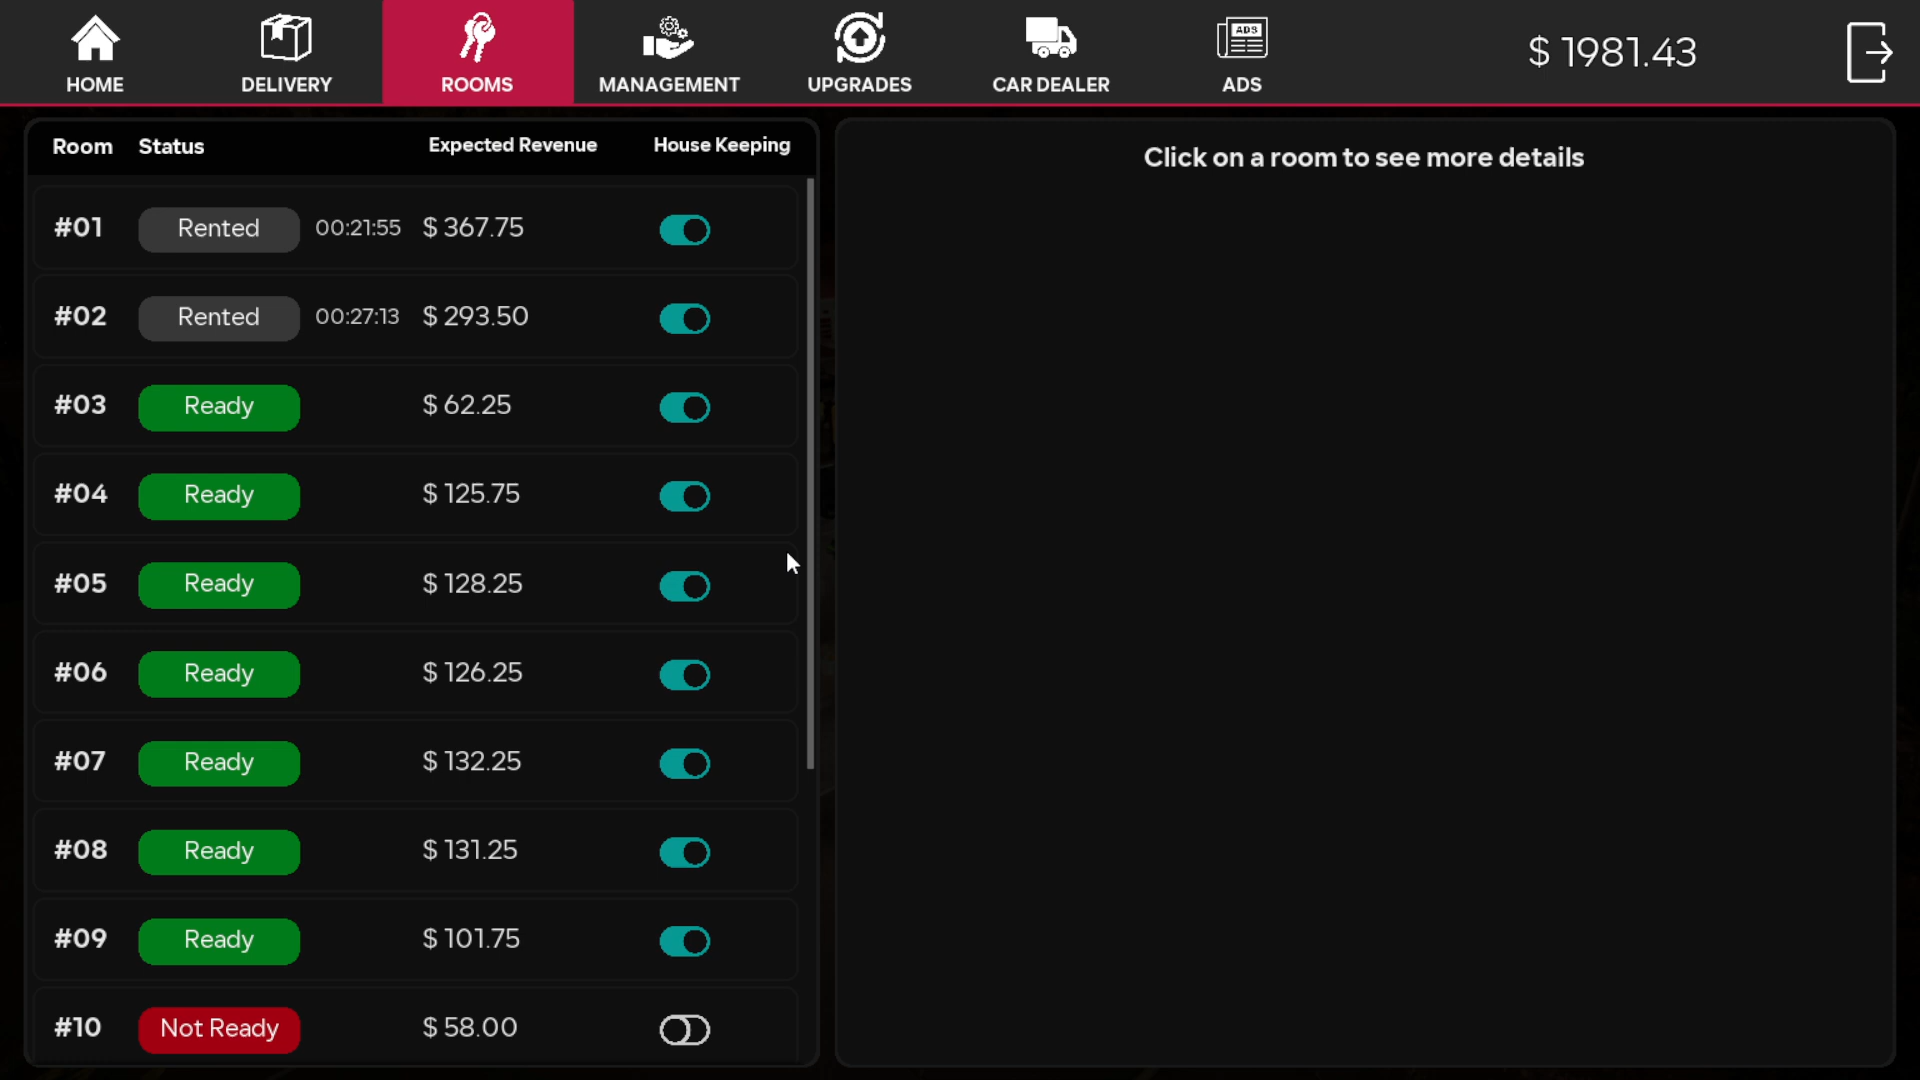 HOME DELIVERY ROOMS MANAGEMENT UPGRADES CAR DEALER ADS ADS $ 1981.43
Room Status Expected Revenue House Keeping
Click on a room to see more details
#01 Rented 00:21:55 $ 367.75
#02 Rented 00:27:13 $ 293.50
#03 Ready $ 62.25
#04 Ready $ 125.75
#05 Ready $ 128.25
#06 Ready $ 126.25
#07 Ready $ 132.25
#08 Ready $ 131.25
#09 Ready $ 101.75
#10 Not Ready $ 58.00